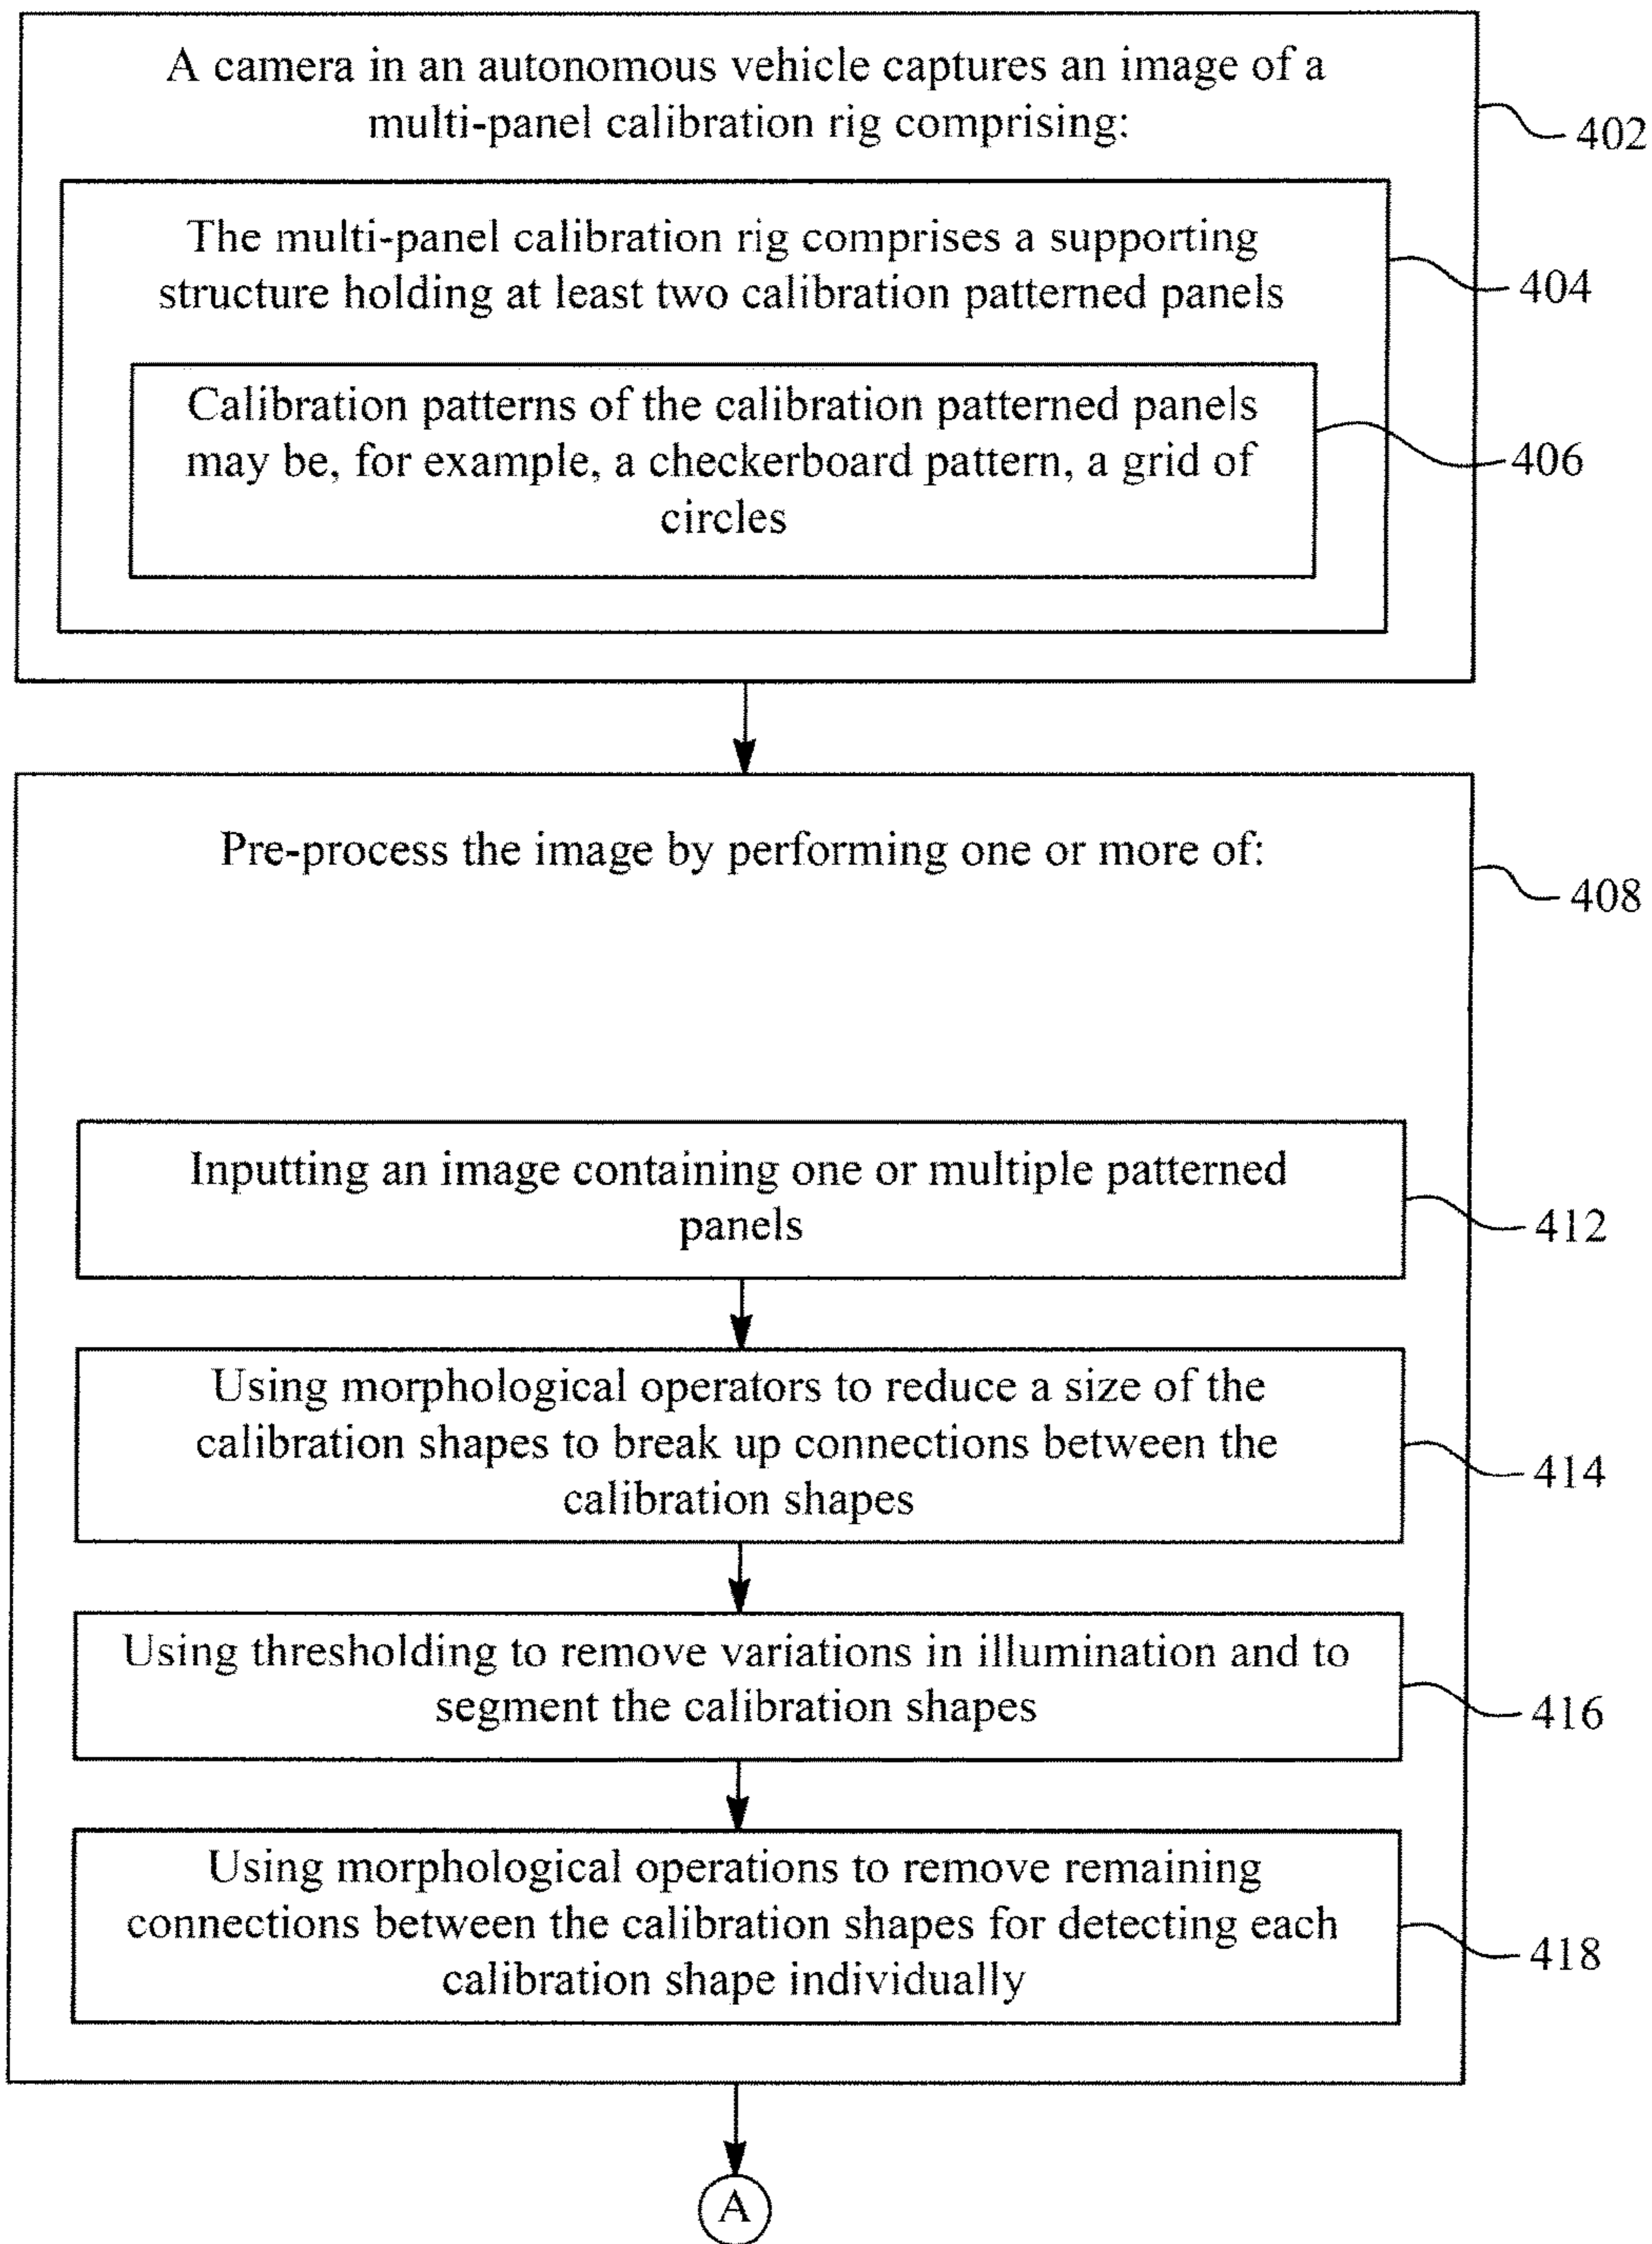 A camera in an autonomous vehicle captures an image of a
multi-panel calibration rig comprising:
402
The multi-panel calibration rig comprises a supporting
structure holding at least two calibration patterned panels
404
Calibration patterns of the calibration patterned panels
may be, for example, a checkerboard pattern, a grid of
circles
406
Pre-process the image by performing one or more of:
408
Inputting an image containing one or multiple patterned
panels
412
Using morphological operators to reduce a size of the
calibration shapes to break up connections between the
calibration shapes
414
Using thresholding to remove variations in illumination and to
segment the calibration shapes
416
Using morphological operations to remove remaining
connections between the calibration shapes for detecting each
calibration shape individually
418
A